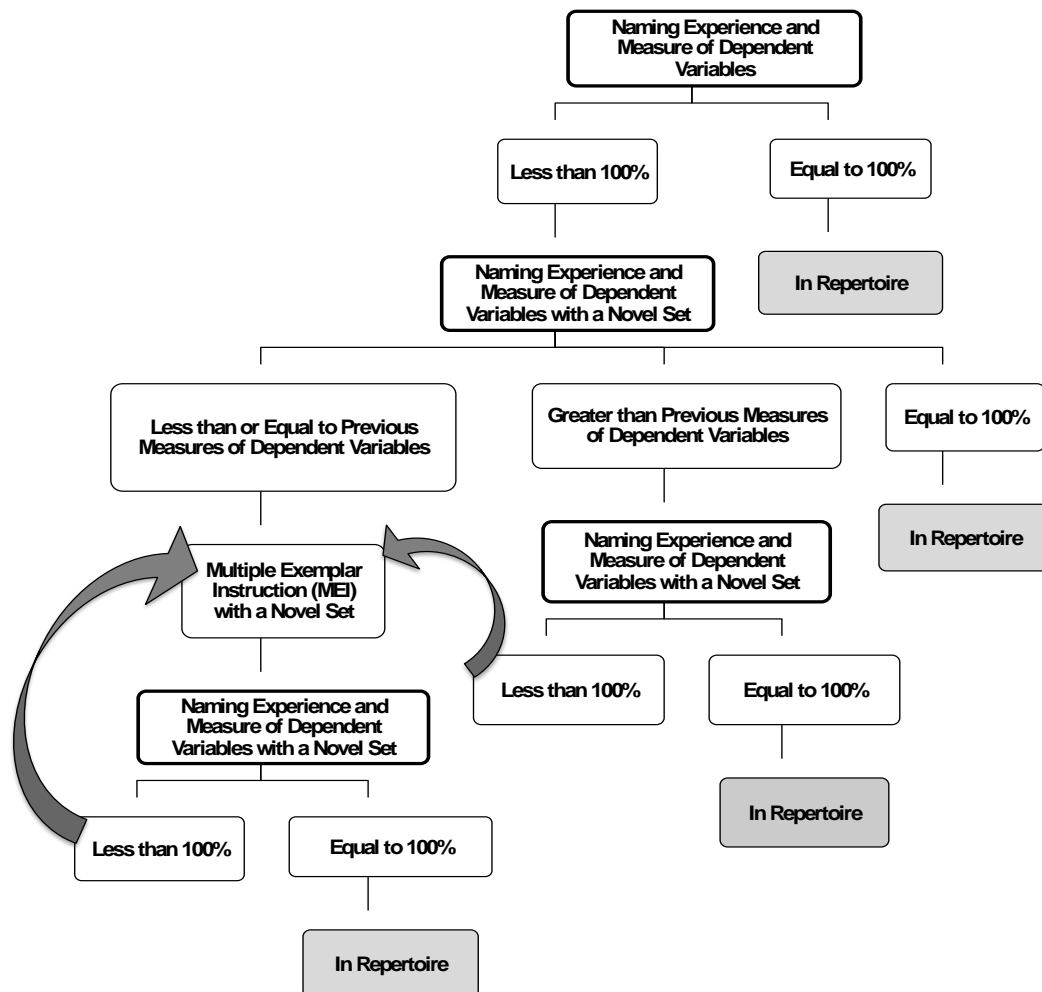 Naming Experience and
Measure of Dependent
Variables
Less than 100%
Equal to 100%
Naming Experience and
Measure of Dependent
Variables with a Novel Set
In Repertoire
Less than or Equal to Previous
Measures of Dependent Variables
Greater than Previous Measures
of Dependent Variables
Equal to 100%
Multiple Exemplar
Instruction (MEI)
with a Novel Set
Naming Experience and
Measure of Dependent
Variables with a Novel Set
In Repertoire
Less than 100%
Equal to 100%
Naming Experience and
Measure of Dependent
Variables with a Novel Set
In Repertoire
Less than 100%
Equal to 100%
In Repertoire